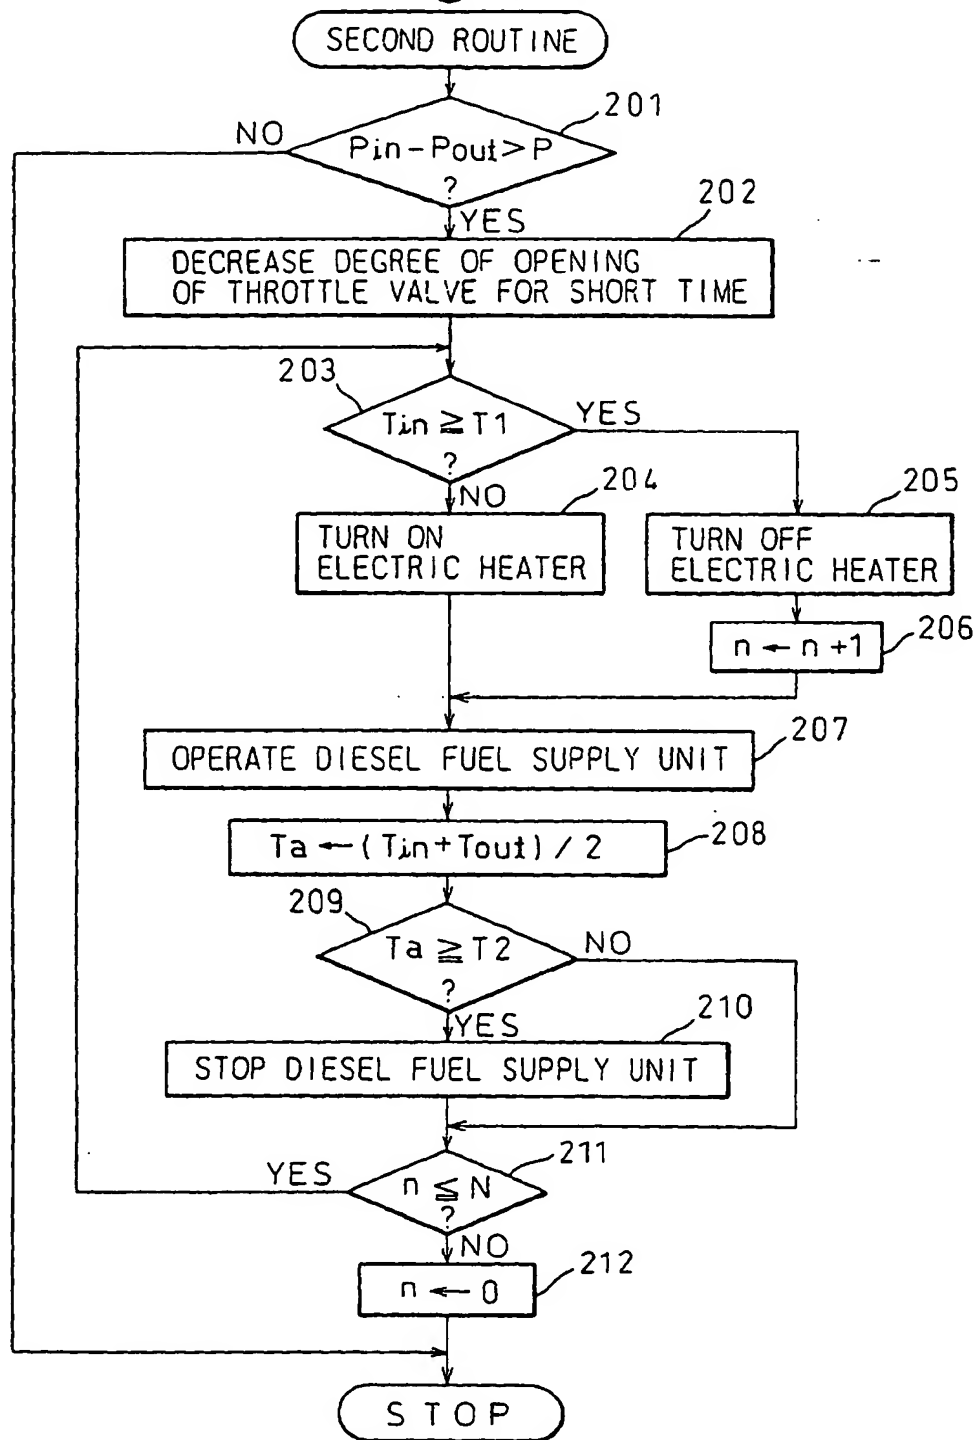 SECOND ROUTINE
201
NO
Pin-Pout>P
?
YES
202
DECREASE DEGREE OF OPENING
OF THROTTLE VALVE FOR SHORT TIME
203
Tin ≧ T1
YES
?
NO
204
205
TURN ON
ELECTRIC HEATER
TURN OFF
ELECTRIC HEATER
206
n ← n+1
207
OPERATE DIESEL FUEL SUPPLY UNIT
208
Ta ← (Tin+Tout) / 2
209
Ta ≧ T2
NO
?
YES
210
STOP DIESEL FUEL SUPPLY UNIT
211
YES
n ≦ N
?
NO
212
n ← 0
STOP